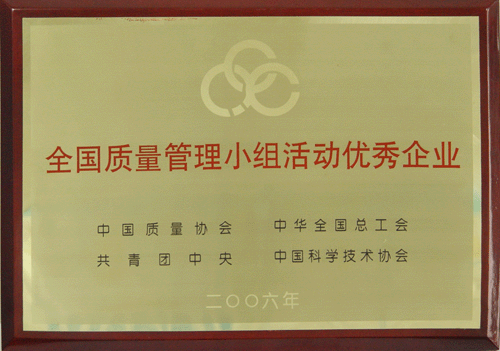 全国质量管理小组活动优秀企业
中国质量协会 中华全国总工会
共青团中央 中国科学技术协会
二〇〇六年